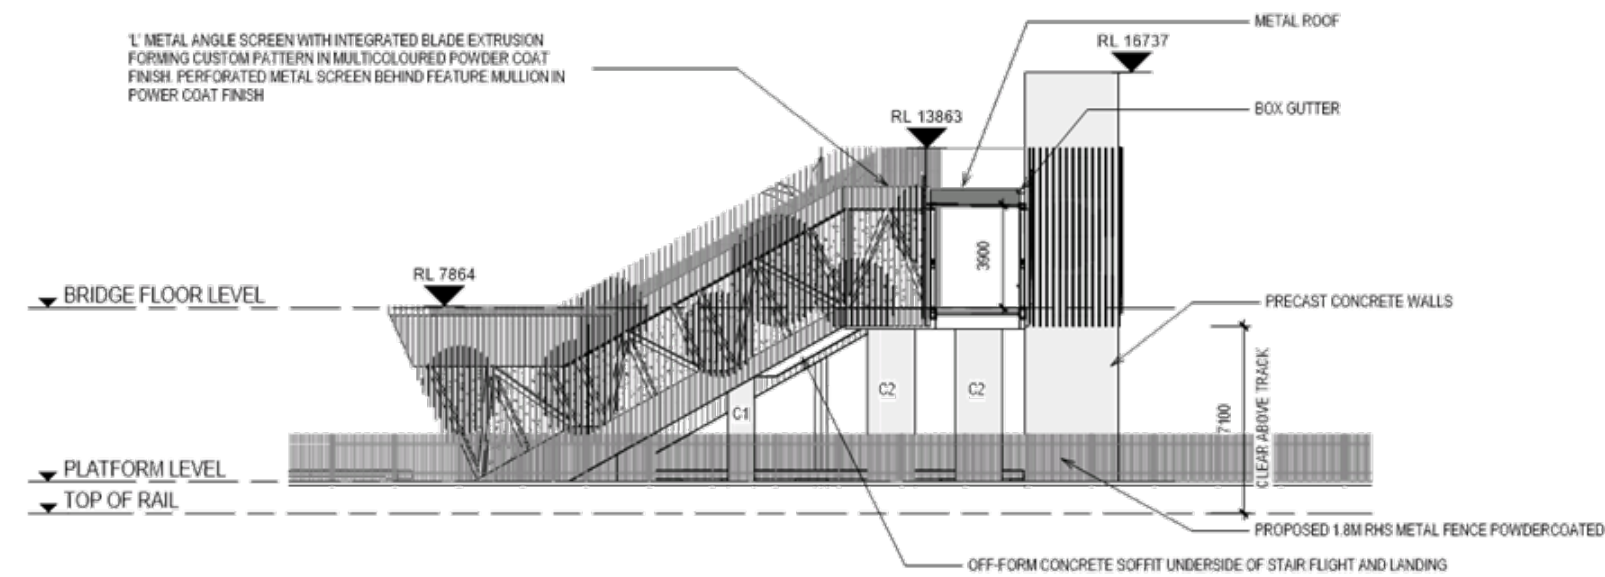 'L' METAL ANGLE SCREEN WITH INTEGRATED BLADE EXTRUSION
FORMING CUSTOM PATTERN IN MULTICOLOURED POWDER COAT
FINISH. PERFORATED METAL SCREEN BEHIND FEATURE MULLION IN
POWER COAT FINISH
METAL ROOF
RL 16737
BOX GUTTER
RL 13863
3900
RL 7864
BRIDGE FLOOR LEVEL
PRECAST CONCRETE WALLS
C1
C2
C2
7100
CLEAR ABOVE TRACK
PLATFORM LEVEL
TOP OF RAIL
PROPOSED 1.8M RHS METAL FENCE POWDERCOATED
OFF-FORM CONCRETE SOFFIT UNDERSIDE OF STAIR FLIGHT AND LANDING